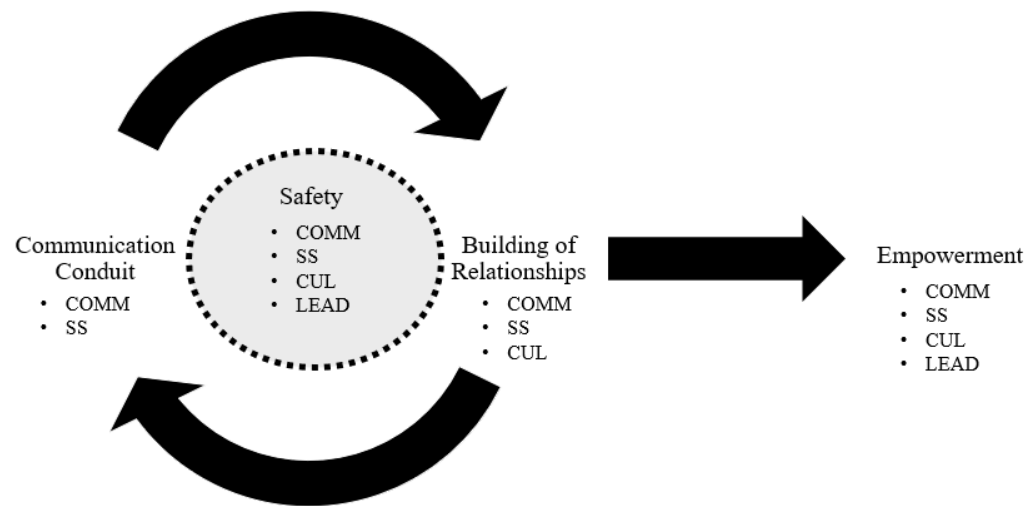 Communication
Conduit
• COMM
• SS
Safety
• COMM
• SS
• CUL
• LEAD
Building of
Relationships
• COMM
• SS
• CUL
Empowerment
• COMM
• SS
• CUL
• LEAD